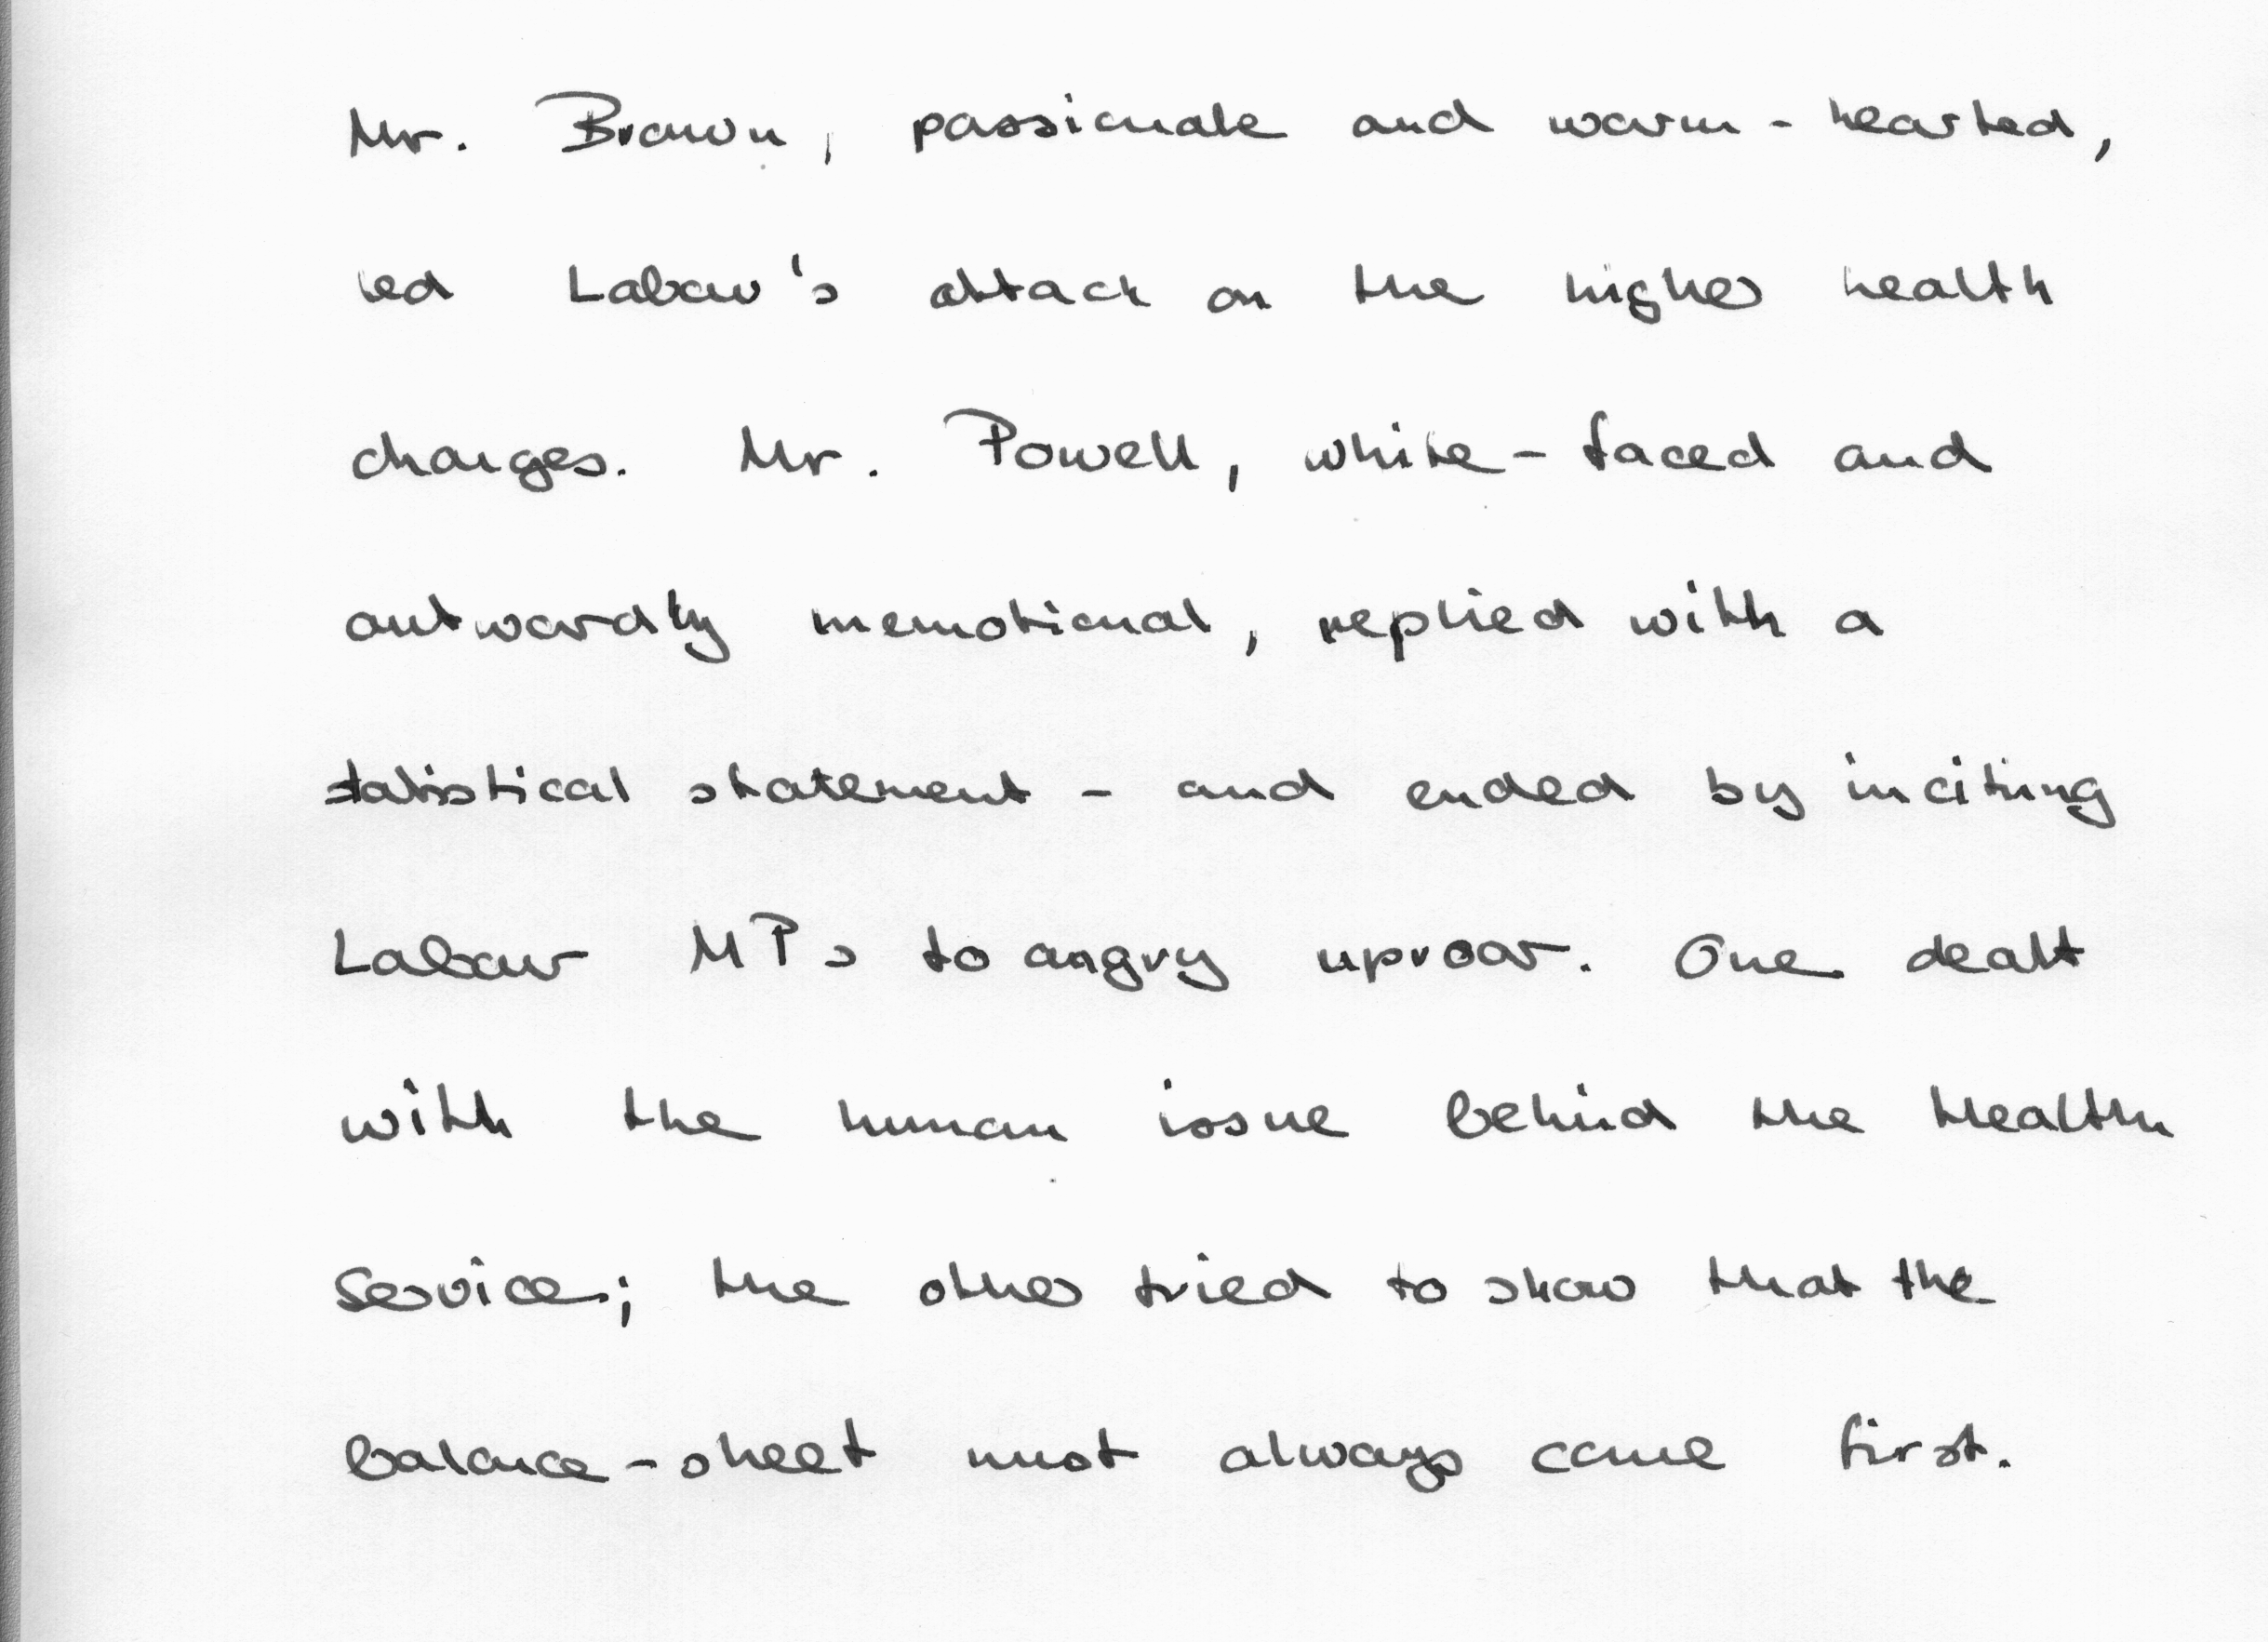 Mr. Brown, passionate and warm-hearted,
led Labour's attack on the higher health
charges. Mr. Powell, white-faced and
outwardly unemotional, replied with a
statistical statement - and ended by inciting
Labour MPs to angry uproar. One dealt
with the human issue behind the Health
Service; the other tried to show that the
balance-sheet must always come first.